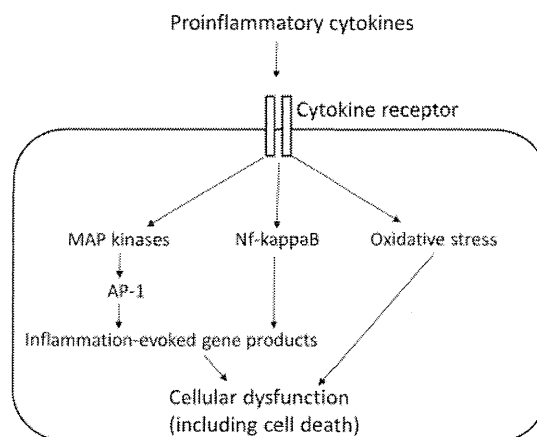 Proinflammatory cytokines
Cytokine receptor
MAP kinases
Nf-kappaB
Oxidative stress
AP-1
Inflammation-evoked gene products
Cellular dysfunction
(including cell death)